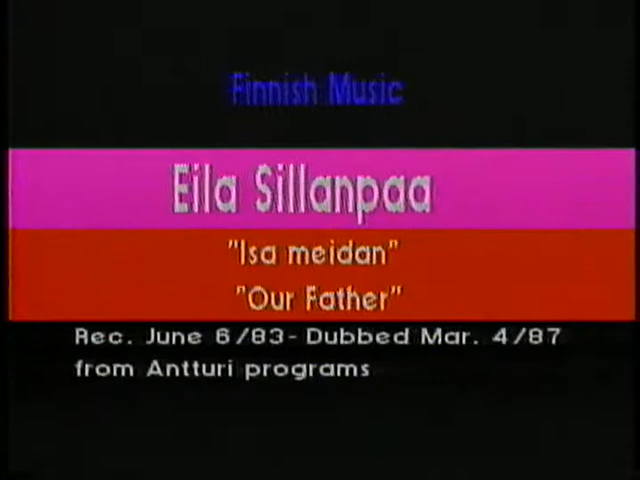 Finnish Music
Eila Sillanpaa
"Isa meidan"
"Our Father"
Rec. June 6/83- Dubbed Mar. 4/87
from Antturi programs